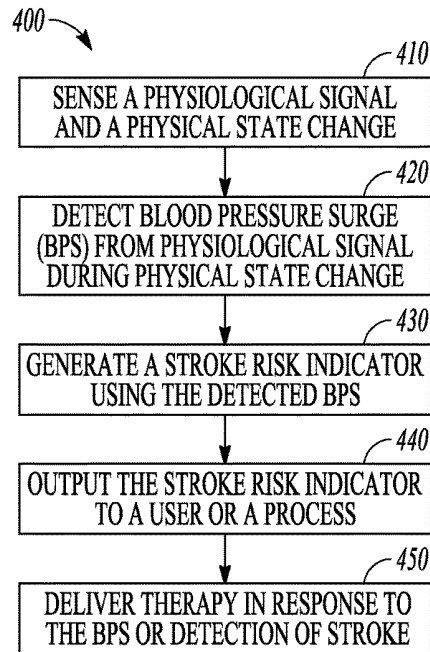 400
410
SENSE A PHYSIOLOGICAL SIGNAL
AND A PHYSICAL STATE CHANGE
420
DETECT BLOOD PRESSURE SURGE
(BPS) FROM PHYSIOLOGICAL SIGNAL
DURING PHYSICAL STATE CHANGE
430
GENERATE A STROKE RISK INDICATOR
USING THE DETECTED BPS
440
OUTPUT THE STROKE RISK INDICATOR
TO A USER OR A PROCESS
450
DELIVER THERAPY IN RESPONSE TO
THE BPS OR DETECTION OF STROKE